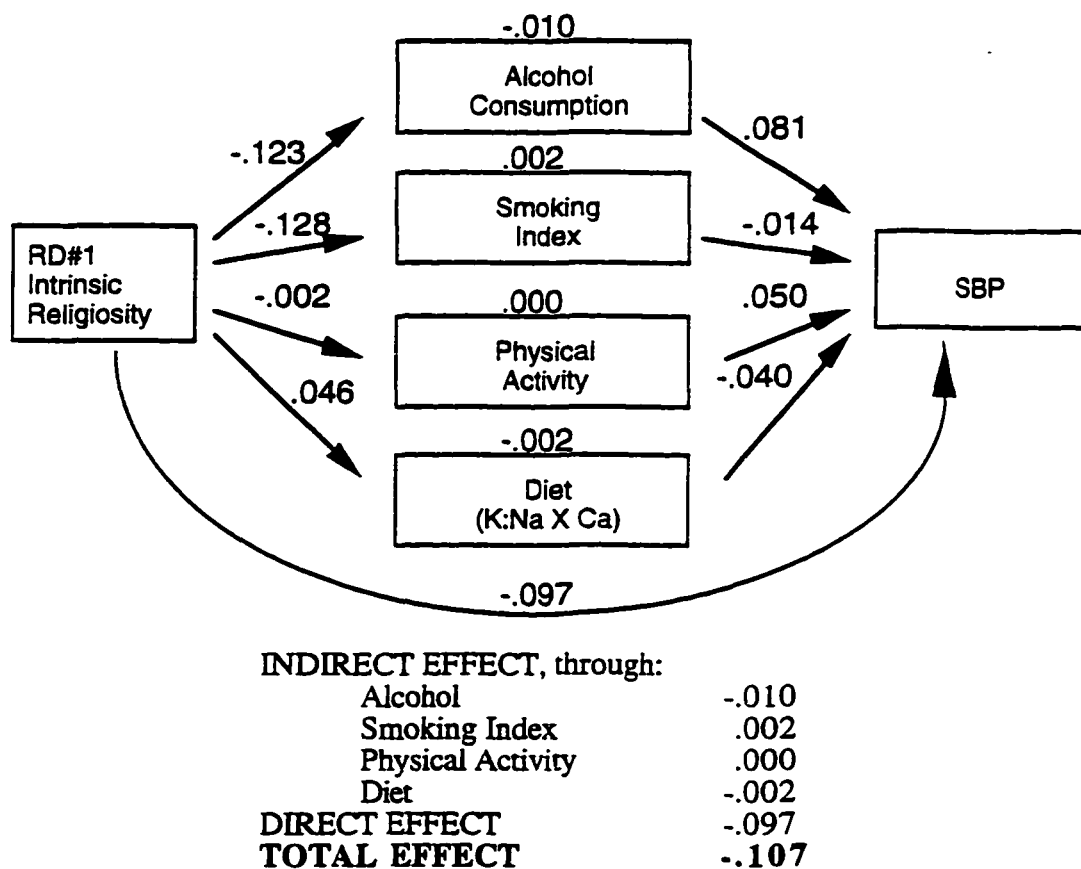 -.010
Alcohol
Consumption
-.123
.081
.002
Smoking
Index
-.128
-.014
RD#1
Intrinsic
Religiosity
SBP
-.002
.000
.050
Physical
Activity
-.040
.046
-.002
Diet
(K:Na X Ca)
-.097
INDIRECT EFFECT, through:
Alcohol -.010
Smoking Index .002
Physical Activity .000
Diet -.002
DIRECT EFFECT -.097
TOTAL EFFECT -.107